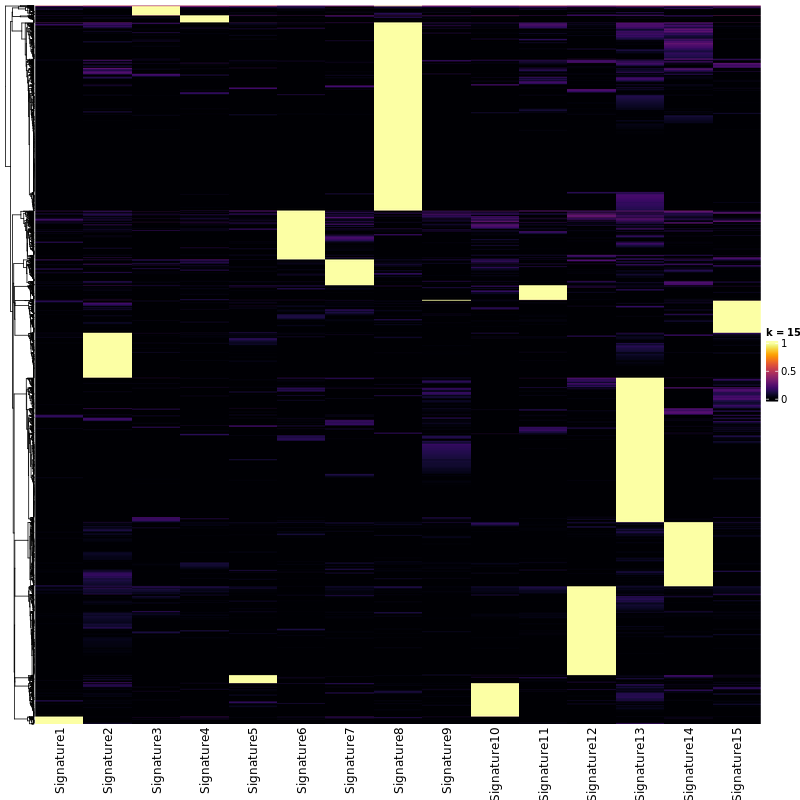 k = 15
1
0.5
0
Signature1
Signature2
Signature3
Signature4
Signature5
Signature6
Signature7
Signature8
Signature9
Signature10
Signature11
Signature12
Signature13
Signature14
Signature15